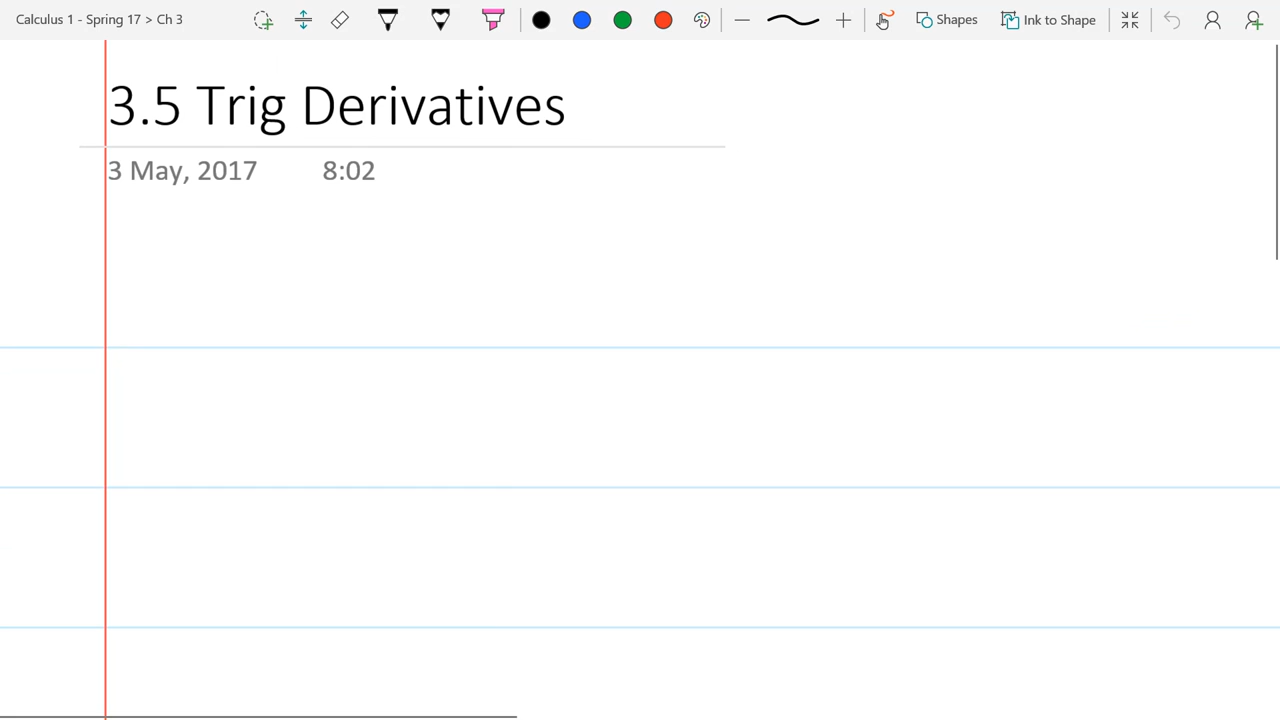 Calculus 1 - Spring 17 > Ch 3
Shapes
Ink to Shape
3.5 Trig Derivatives
3 May, 2017 8:02